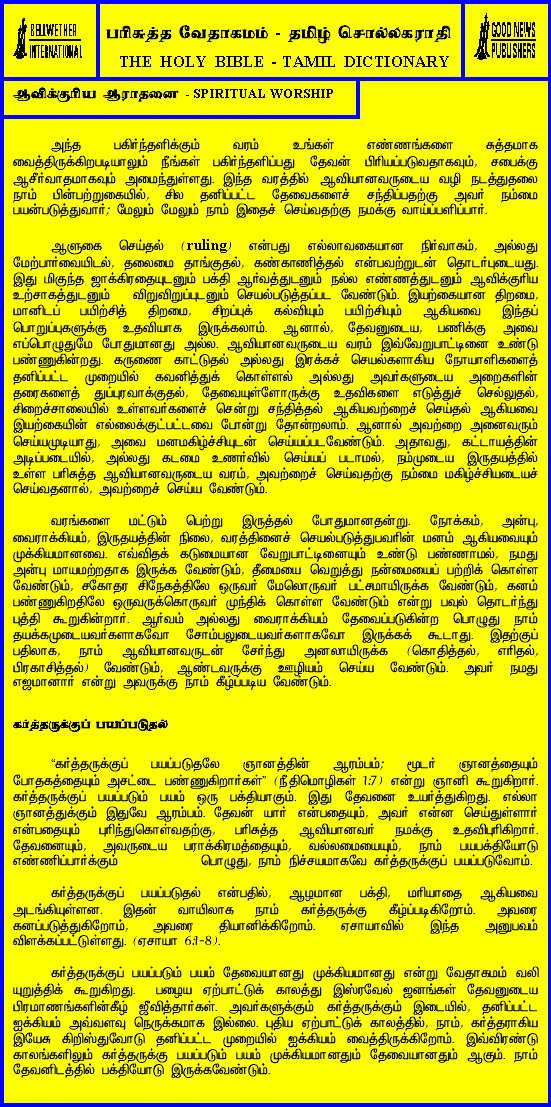 BELLWETHER
INTERNATIONAL
பரிசுத்த வேதாகமம் - தமிழ் சொல்லகராதி
THE HOLY BIBLE - TAMIL DICTIONARY
GOOD NEWS
PUBLISHERS
ஆவிக்குரிய ஆராதனை - SPIRITUAL WORSHIP
அந்த பகிர்ந்தளிக்கும் வரம் உங்கள் எண்ணங்களை சுத்தமாக
வைத்திருக்கிறபடியாலும் நீங்கள் பகிர்ந்தளிப்பது தேவன் பிரியப்படுவதாகவும், சபைக்கு
ஆசீர்வாதமாகவும் அமைந்துள்ளது. இந்த வரத்தில் ஆவியானவருடைய வழி நடத்துதலை
நாம் பின்பற்றுகையில், சில தனிப்பட்ட தேவைகளைச் சந்திப்பதற்கு அவர் நம்மை
பயன்படுத்துவார்; மேலும் மேலும் நாம் இதைச் செய்வதற்கு நமக்கு வாய்ப்பளிப்பார்.
ஆளுகை செய்தல் (ruling) என்பது எல்லாவகையான நிர்வாகம், அல்லது
மேற்பார்வையிடல், தலைமை தாங்குதல், கண்காணித்தல் என்பவற்றுடன் தொடர்புடையது.
இது மிகுந்த ஜாக்கிரதையுடனும் பக்தி ஆர்வத்துடனும் நல்ல எண்ணத்துடனும் ஆவிக்குரிய
உற்சாகத்துடனும் விறுவிறுப்புடனும் செயல்படுத்தப்பட வேண்டும். இயற்கையான திறமை,
மானிடப் பயிற்சித் திறமை, சிறப்புக் கல்வியும் பயிற்சியும் ஆகியவை இந்தப்
பொறுப்புகளுக்கு உதவியாக இருக்கலாம். ஆனால், தேவனுடைய, பணிக்கு அவை
எப்பொழுதுமே போதுமானது அல்ல. ஆவியானவருடைய வரம் இவ்வேறுபாட்டினை உண்டு
பண்ணுகின்றது. கருணை காட்டுதல் அல்லது இரக்கச் செயல்களாகிய நோயாளிகளைத்
தனிப்பட்ட முறையில் கவனித்துக் கொள்ளல் அல்லது அவர்களுடைய அறைகளின்
தரைகளைத் துப்புரவாக்குதல், தேவையுள்ளோருக்கு உதவிகளை எடுத்துச் செல்லுதல்,
சிறைச்சாலையில் உள்ளவர்களைச் சென்று சந்தித்தல் ஆகியவற்றைச் செய்தல் ஆகியவை
இயற்கையின் எல்லைக்குட்பட்டவை போன்று தோன்றலாம். ஆனால் அவற்றை அனைவரும்
செய்யமுடியாது, அவை மனமகிழ்ச்சியுடன் செய்யப்படவேண்டும். அதாவது, கட்டாயத்தின்
அடிப்படையில், அல்லது கடமை உணர்வில் செய்யப் படாமல், நம்முடைய இருதயத்தில்
உள்ள பரிசுத்த ஆவியானவருடைய வரம், அவற்றைச் செய்வதற்கு நம்மை மகிழ்ச்சியடையச்
செய்வதனால், அவற்றைச் செய்ய வேண்டும்.
வரங்களை மட்டும் பெற்று இருத்தல் போதுமானதன்று. நோக்கம், அன்பு,
வைராக்கியம், இருதயத்தின் நிலை, வரத்தினைச் செயல்படுத்துபவரின் மனம் ஆகியவையும்
முக்கியமானவை. எவ்விதக் கடுமையான வேறுபாட்டினையும் உண்டு பண்ணாமல், நமது
அன்பு மாயமற்றதாக இருக்க வேண்டும், தீமையை வெறுத்து நன்மையைப் பற்றிக் கொள்ள
வேண்டும், சகோதர சிநேகத்திலே ஒருவர் மேலொருவர் பட்சமாயிருக்க வேண்டும், கனம்
பண்ணுகிறதிலே ஒருவருக்கொருவர் முந்திக் கொள்ள வேண்டும் என்று பவுல் தொடர்ந்து
புத்தி கூறுகின்றார். ஆர்வம் அல்லது வைராக்கியம் தேவைப்படுகின்ற பொழுது நாம்
தயக்கமுடையவர்களாகவோ சோம்பலுடையவர்களாகவோ இருக்கக் கூடாது. இதற்குப்
பதிலாக, நாம் ஆவியானவருடன் சேர்ந்து அனலாயிருக்க (கொதித்தல், எரிதல்,
பிரகாசித்தல்) வேண்டும், ஆண்டவருக்கு ஊழியம் செய்ய வேண்டும். அவர் நமது
எஜமானார் என்று அவருக்கு நாம் கீழ்ப்படிய வேண்டும்.
கர்த்தருக்குப் பயப்படுதல்
"கர்த்தருக்குப் பயப்படுதலே ஞானத்தின் ஆரம்பம்; மூடர் ஞானத்தையும்
போதகத்தையும் அசட்டை பண்ணுகிறார்கள்" (நீதிமொழிகள் 1:7) என்று ஞானி கூறுகிறார்.
கர்த்தருக்குப் பயப்படும் பயம் ஒரு பக்தியாகும். இது தேவனை உயர்த்துகிறது. எல்லா
ஞானத்துக்கும் இதுவே ஆரம்பம். தேவன் யார் என்பதையும், அவர் என்ன செய்துள்ளார்
என்பதையும் புரிந்துகொள்வதற்கு, பரிசுத்த ஆவியானவர் நமக்கு உதவிபுரிகிறார்.
தேவனையும், அவருடைய பராக்கிரமத்தையும், வல்லமையையும், நாம் பயபக்தியோடு
எண்ணிப்பார்க்கும் பொழுது, நாம் நிச்சயமாகவே கர்த்தருக்குப் பயப்படுவோம்.
கர்த்தருக்குப் பயப்படுதல் என்பதில், ஆழமான பக்தி, மரியாதை ஆகியவை
அடங்கியுள்ளன. இதன் வாயிலாக நாம் கர்த்தருக்கு கீழ்ப்படிகிறோம். அவரை
கனப்படுத்துகிறோம், அவரை தியானிக்கிறோம். ஏசாயாவில் இந்த அனுபவம்
விளக்கப்பட்டுள்ளது. (ஏசாயா 6:1-8).
கர்த்தருக்குப் பயப்படும் பயம் தேவையானது முக்கியமானது என்று வேதாகமம் வலி
யுறுத்திக் கூறுகிறது. பழைய ஏற்பாட்டுக் காலத்து இஸ்ரவேல் ஜனங்கள் தேவனுடைய
பிரமாணங்களின்கீழ் ஜீவித்தார்கள். அவர்களுக்கும் கர்த்தருக்கும் இடையில், தனிப்பட்ட
ஐக்கியம் அவ்வளவு நெருக்கமாக இல்லை. புதிய ஏற்பாட்டுக் காலத்தில், நாம், கர்த்தராகிய
இயேசு கிறிஸ்துவோடு தனிப்பட்ட முறையில் ஐக்கியம் வைத்திருக்கிறோம். இவ்விரண்டு
காலங்களிலும் கர்த்தருக்கு பயப்படும் பயம் முக்கியமானதும் தேவையானதும் ஆகும். நாம்
தேவனிடத்தில் பக்தியோடு இருக்கவேண்டும்.